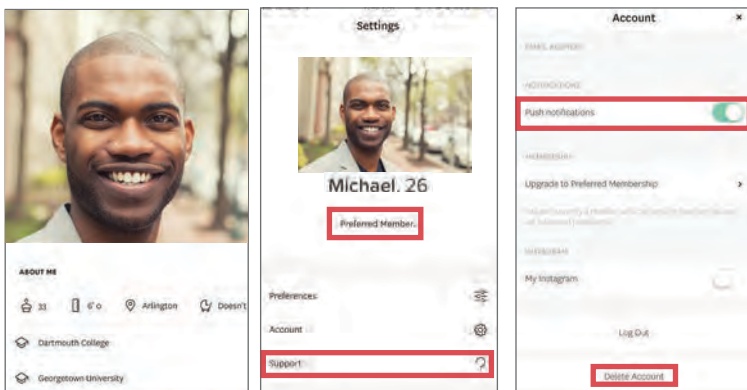 ABOUT ME
33 6' 0 Arlington Doesn't
Dartmouth College
Georgetown University
Settings
Michael. 26
Preferred Member.
Preferences
Account
Support
Account ×
NOTIFICATIONS
Push notifications
MEMBERSHIP
Upgrade to Preferred Membership
INSTAGRAM
My Instagram
Log Out
Delete Account